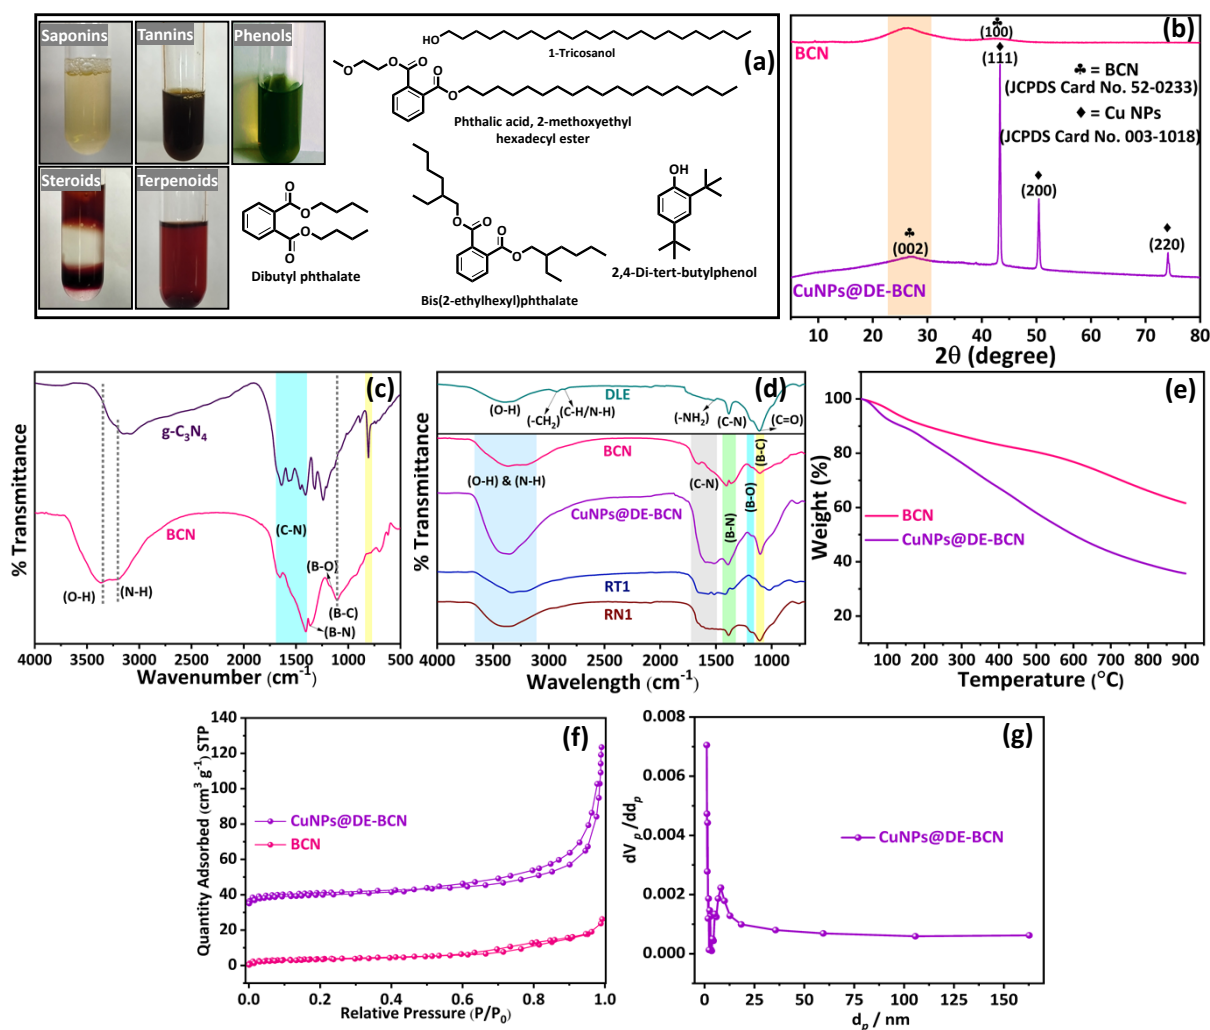 Saponins
Tannins
Phenols
Steroids
Terpenoids
(a)
HO
1-Tricosanol
O
O
O
O
O
Phthalic acid, 2-methoxyethyl
hexadecyl ester
O
O
O
O
Dibutyl phthalate
O
O
O
O
Bis(2-ethylhexyl)phthalate
OH
2,4-Di-tert-butylphenol
(b)
BCN
♣
(100)
♦
(111)
♣ = BCN
(JCPDS Card No. 52-0233)
♦ = Cu NPs
(JCPDS Card No. 003-1018)
♦
(200)
♣
(002)
♦
(220)
CuNPs@DE-BCN
10 20 30 40 50 60 70 80
2θ (degree)
(c)
g-C₃N₄
BCN
(O-H)
(N-H)
(C-N)
(B-O)
(B-C)
(B-N)
% Transmittance
4000 3500 3000 2500 2000 1500 1000 500
Wavenumber (cm⁻¹)
(d)
DLE
(O-H)
(-CH₂)
(C-H/N-H)
(-NH₂)
(C-N)
(C=O)
BCN
(O-H) & (N-H)
(C-N)
(B-N)
(B-O)
(B-C)
CuNPs@DE-BCN
RT1
RN1
% Transmittance
4000 3500 3000 2500 2000 1500 1000
Wavelength (cm⁻¹)
(e)
BCN
CuNPs@DE-BCN
Weight (%)
100
80
60
40
20
100 200 300 400 500 600 700 800 900 1000
Temperature (°C)
(f)
CuNPs@DE-BCN
BCN
Quantity Adsorbed (cm³ g⁻¹) STP
140
120
100
80
60
40
20
0
0.0 0.2 0.4 0.6 0.8 1.0
Relative Pressure (P/P₀)
(g)
CuNPs@DE-BCN
dVₚ/ddₚ
0.008
0.006
0.004
0.002
0.000
0 25 50 75 100 125 150
dₚ / nm